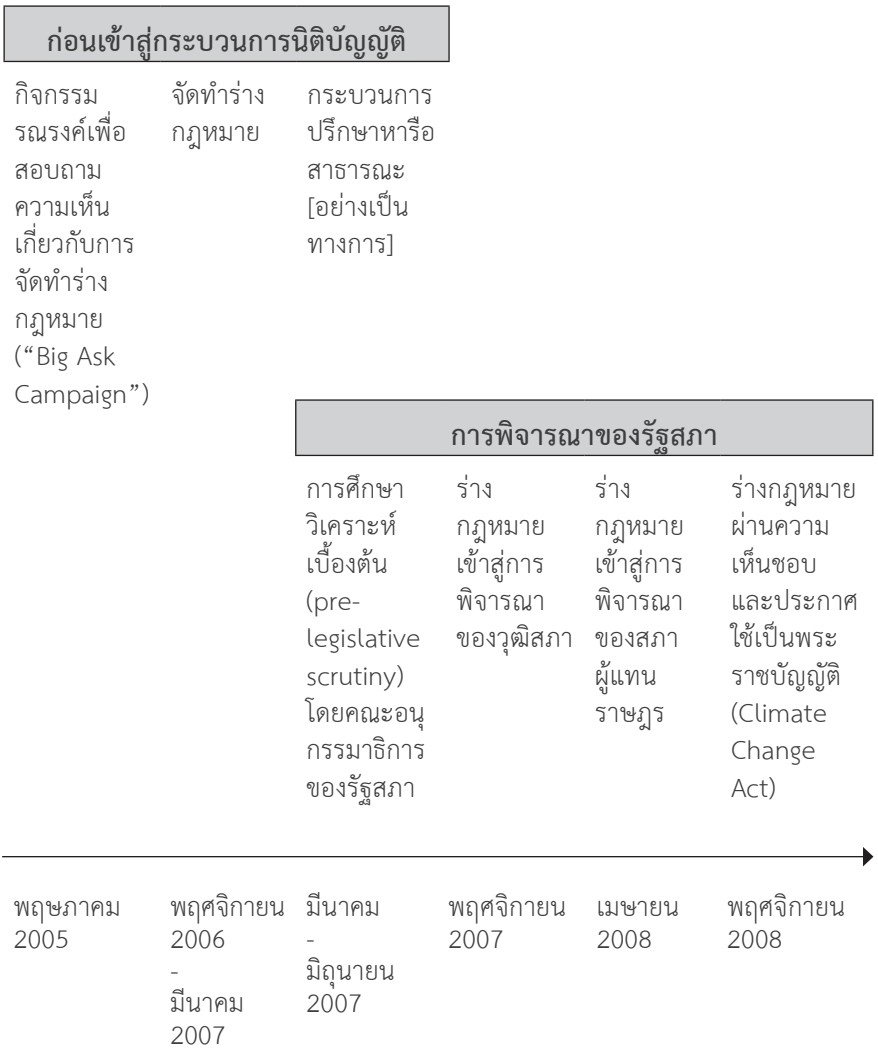 ก่อนเข้าสู่กระบวนการนิติบัญญัติ
กิจกรรม
รณรงค์เพื่อ
สอบถาม
ความเห็น
เกี่ยวกับการ
จัดทำร่าง
กฎหมาย
(“Big Ask
Campaign”)
จัดทำร่าง
กฎหมาย
กระบวนการ
ปรึกษาหารือ
สาธารณะ
[อย่างเป็น
ทางการ]
การพิจารณาของรัฐสภา
การศึกษา
วิเคราะห์
เบื้องต้น
(pre-
legislative
scrutiny)
โดยคณะอนุ
กรรมาธิการ
ของรัฐสภา
ร่าง
กฎหมาย
เข้าสู่การ
พิจารณา
ของวุฒิสภา
ร่าง
กฎหมาย
เข้าสู่การ
พิจารณา
ของสภา
ผู้แทน
ราษฎร
ร่างกฎหมาย
ผ่านความ
เห็นชอบ
และประกาศ
ใช้เป็นพระ
ราชบัญญัติ
(Climate
Change
Act)
พฤษภาคม
2005
พฤศจิกายน
2006
-
มีนาคม
2007
มีนาคม
-
มิถุนายน
2007
พฤศจิกายน
2007
เมษายน
2008
พฤศจิกายน
2008